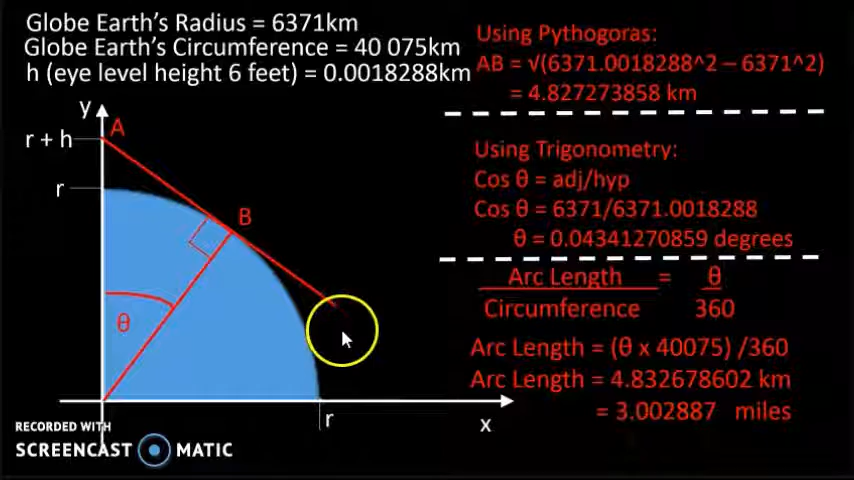 Globe Earth's Radius = 6371km
Globe Earth's Circumference = 40 075km
h (eye level height 6 feet) = 0.0018288km
y
A
r + h
r
B
θ
r
x
Using Pythogoras:
AB = √(6371.0018288^2 – 6371^2)
= 4.827273858 km
Using Trigonometry:
Cos θ = adj/hyp
Cos θ = 6371/6371.0018288
θ = 0.04341270859 degrees
Arc Length = θ
Circumference 360
Arc Length = (θ x 40075) /360
Arc Length = 4.832678602 km
= 3.002887 miles
RECORDED WITH
SCREENCAST MATIC